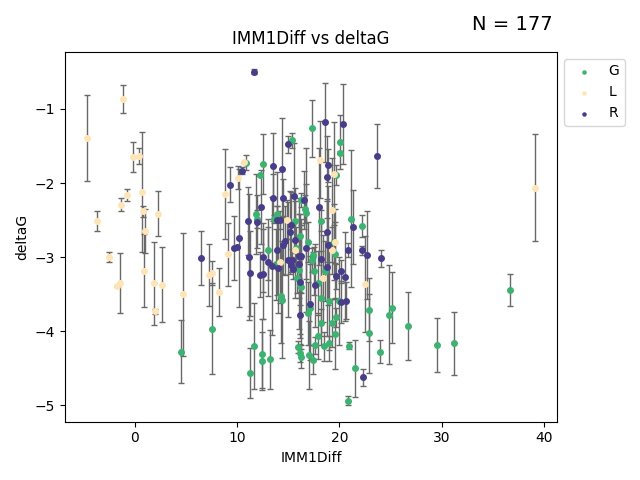 N = 177
IMM1Diff vs deltaG
G
L
R
−1
−2
−3
−4
−5
deltaG
0 10 20 30 40
IMM1Diff